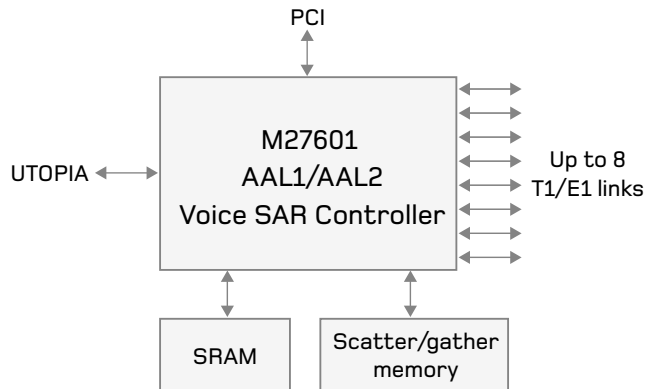 PCI
M27601
AAL1/AAL2
Voice SAR Controller
UTOPIA
Up to 8
T1/E1 links
SRAM
Scatter/gather
memory